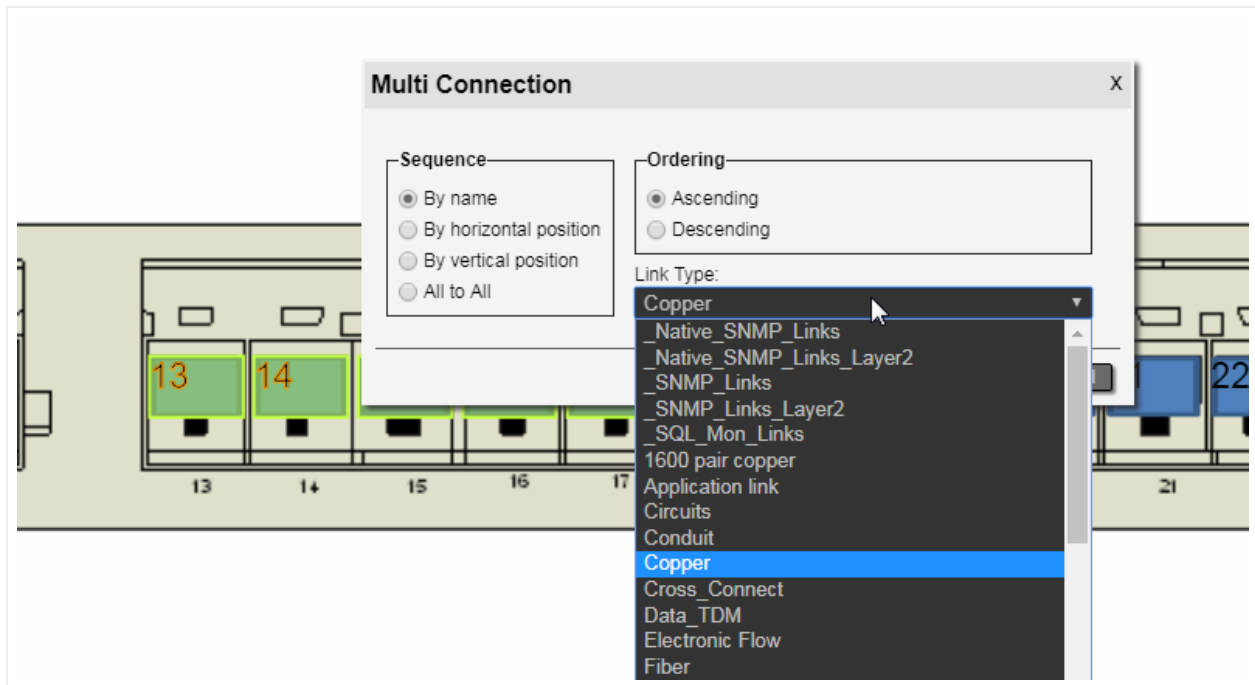 Multi Connection
X
Sequence
By name
By horizontal position
By vertical position
All to All
Ordering
Ascending
Descending
Link Type:
Copper
_Native_SNMP_Links
_Native_SNMP_Links_Layer2
_SNMP_Links
_SNMP_Links_Layer2
_SQL_Mon_Links
1600 pair copper
Application link
Circuits
Conduit
Copper
Cross_Connect
Data_TDM
Electronic Flow
Fiber
13 14 22
13 14 15 16 17 21